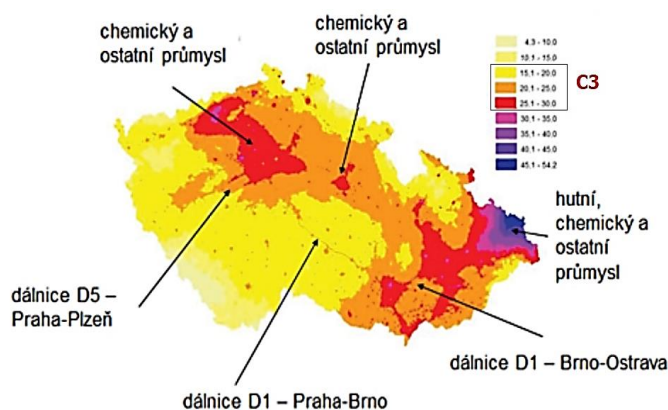 chemický a
ostatní průmysl
chemický a
ostatní průmysl
4.3 - 10.0
10.1 - 15.0
15.1 - 20.0
20.1 - 25.0
25.1 - 30.0
30.1 - 35.0
35.1 - 40.0
40.1 - 45.0
45.1 - 54.2
C3
hutní,
chemický a
ostatní
průmysl
dálnice D5 –
Praha-Plzeň
dálnice D1 – Brno-Ostrava
dálnice D1 – Praha-Brno